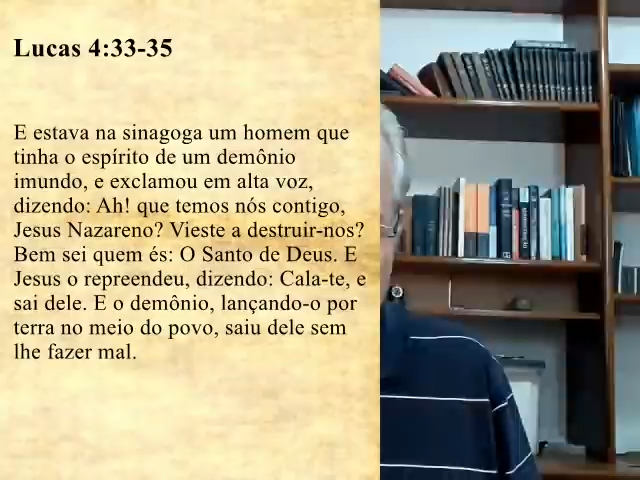 Lucas 4:33-35
E estava na sinagoga um homem que
tinha o espírito de um demônio
imundo, e exclamou em alta voz,
dizendo: Ah! que temos nós contigo,
Jesus Nazareno? Vieste a destruir-nos?
Bem sei quem és: O Santo de Deus. E
Jesus o repreendeu, dizendo: Cala-te, e
sai dele. E o demônio, lançando-o por
terra no meio do povo, saiu dele sem
lhe fazer mal.